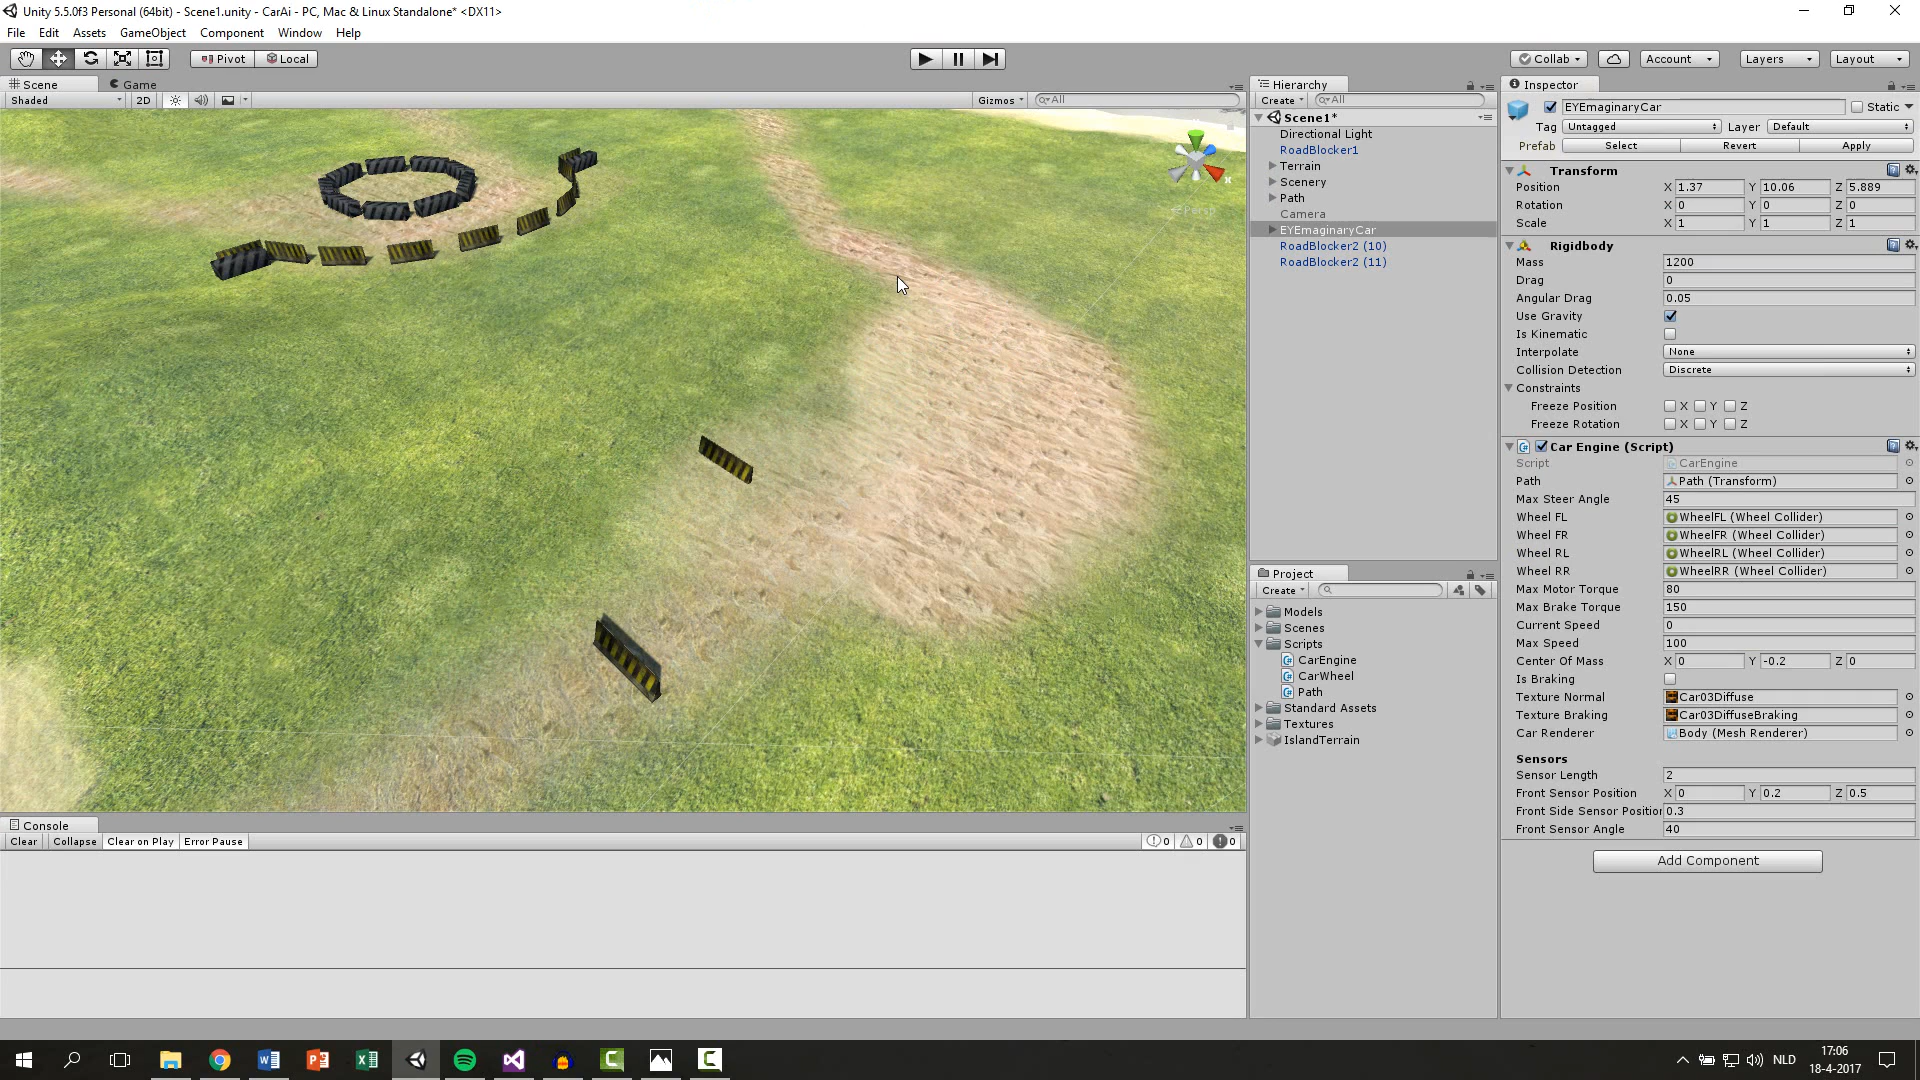 Unity 5.5.0f3 Personal (64bit) - Scene1.unity - CarAi - PC, Mac & Linux Standalone* <DX11>
File Edit Assets GameObject Component Window Help
Pivot Local Collab Account Layers Layout
Scene Game
Shaded 2D Gizmos All
Persp
x
Hierarchy
Create All
Scene1*
Directional Light
RoadBlocker1
Terrain
Scenery
Path
Camera
EYEmaginaryCar
RoadBlocker2 (10)
RoadBlocker2 (11)
Project
Create
Models
Scenes
Scripts
CarEngine
CarWheel
Path
Standard Assets
Textures
IslandTerrain
Inspector
EYEmaginaryCar Static
Tag Untagged Layer Default
Prefab Select Revert Apply
Transform
Position X 1.37 Y 10.06 Z 5.889
Rotation X 0 Y 0 Z 0
Scale X 1 Y 1 Z 1
Rigidbody
Mass 1200
Drag 0
Angular Drag 0.05
Use Gravity
Is Kinematic
Interpolate None
Collision Detection Discrete
Constraints
Freeze Position X Y Z
Freeze Rotation X Y Z
Car Engine (Script)
Script CarEngine
Path Path (Transform)
Max Steer Angle 45
Wheel FL WheelFL (Wheel Collider)
Wheel FR WheelFR (Wheel Collider)
Wheel RL WheelRL (Wheel Collider)
Wheel RR WheelRR (Wheel Collider)
Max Motor Torque 80
Max Brake Torque 150
Current Speed 0
Max Speed 100
Center Of Mass X 0 Y -0.2 Z 0
Is Braking
Texture Normal Car03Diffuse
Texture Braking Car03DiffuseBraking
Car Renderer Body (Mesh Renderer)
Sensors
Sensor Length 2
Front Sensor Position X 0 Y 0.2 Z 0.5
Front Side Sensor Position 0.3
Front Sensor Angle 40
Add Component
Console
Clear Collapse Clear on Play Error Pause 0 0 0
NLD 17:06
18-4-2017